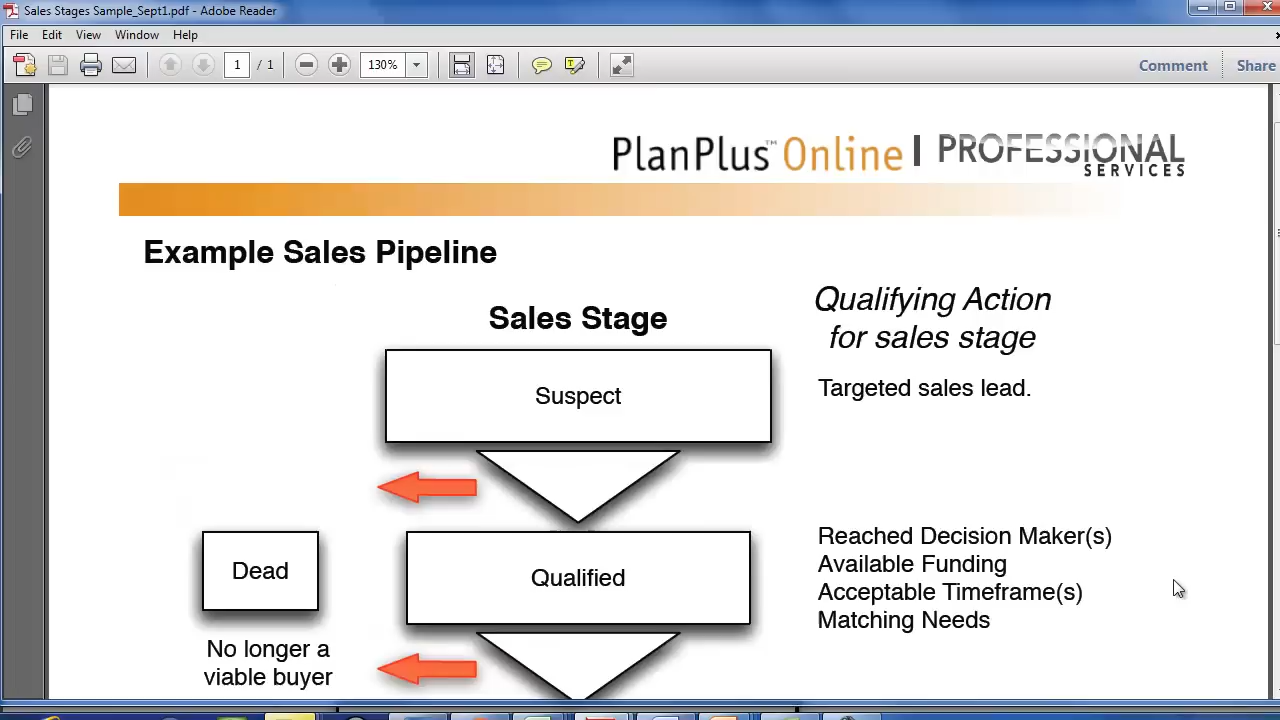 Sales Stages Sample_Sept1.pdf - Adobe Reader
File Edit View Window Help
1 / 1 130% Comment Share
PlanPlus™ Online | PROFESSIONAL SERVICES
Example Sales Pipeline
Sales Stage
Qualifying Action
for sales stage
Suspect
Targeted sales lead.
Dead
No longer a
viable buyer
Qualified
Reached Decision Maker(s)
Available Funding
Acceptable Timeframe(s)
Matching Needs